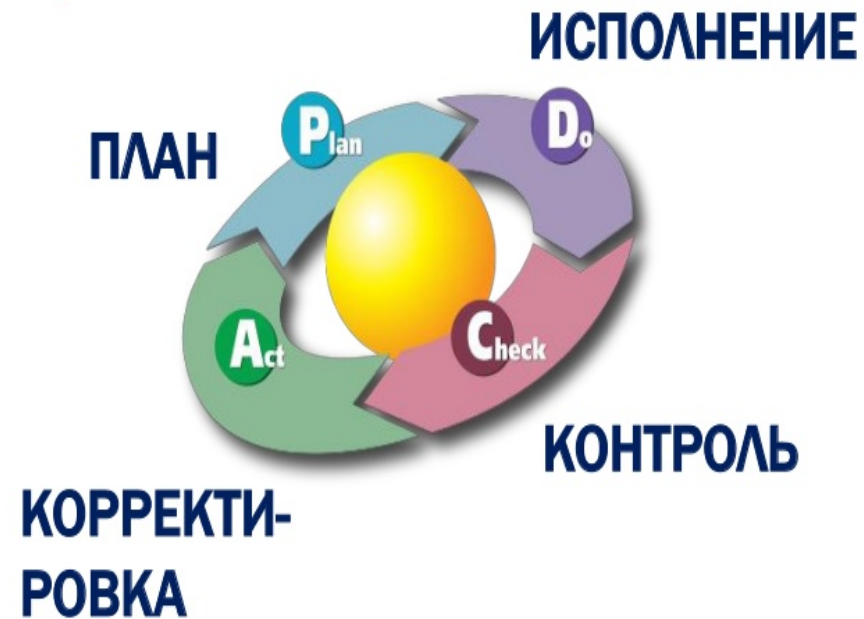 ИСПОЛНЕНИЕ
ПЛАН
Plan
Do
Act
Check
КОНТРОЛЬ
КОРРЕКТИ-
РОВКА